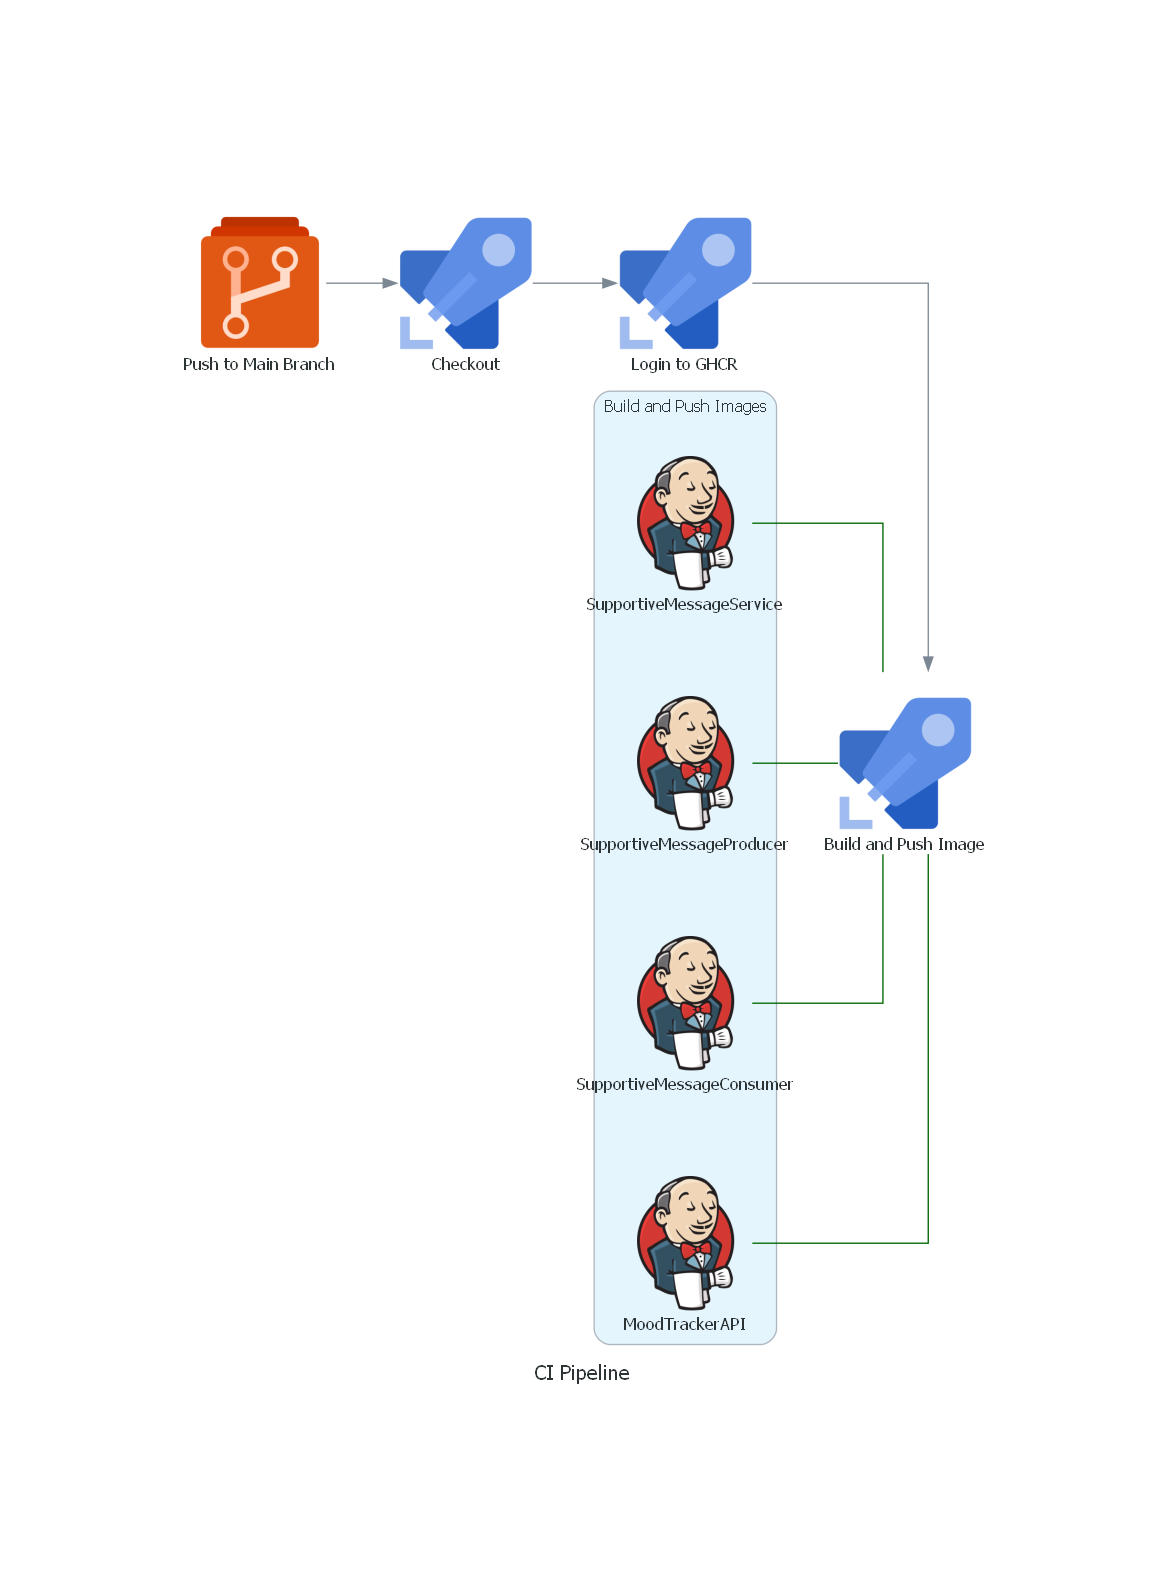 Push to Main Branch
Checkout
Login to GHCR
Build and Push Images
SupportiveMessageService
SupportiveMessageProducer
Build and Push Image
SupportiveMessageConsumer
MoodTrackerAPI
CI Pipeline